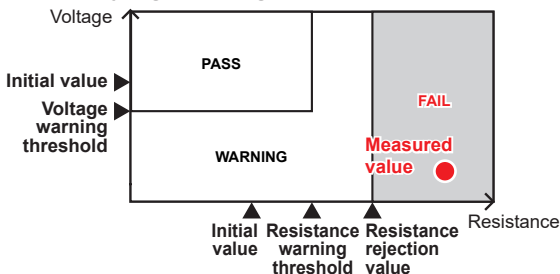 Voltage
PASS
Initial value
Voltage
warning
threshold
FAIL
Measured
value
WARNING
Resistance
Initial
value
Resistance
warning
threshold
Resistance
rejection
value